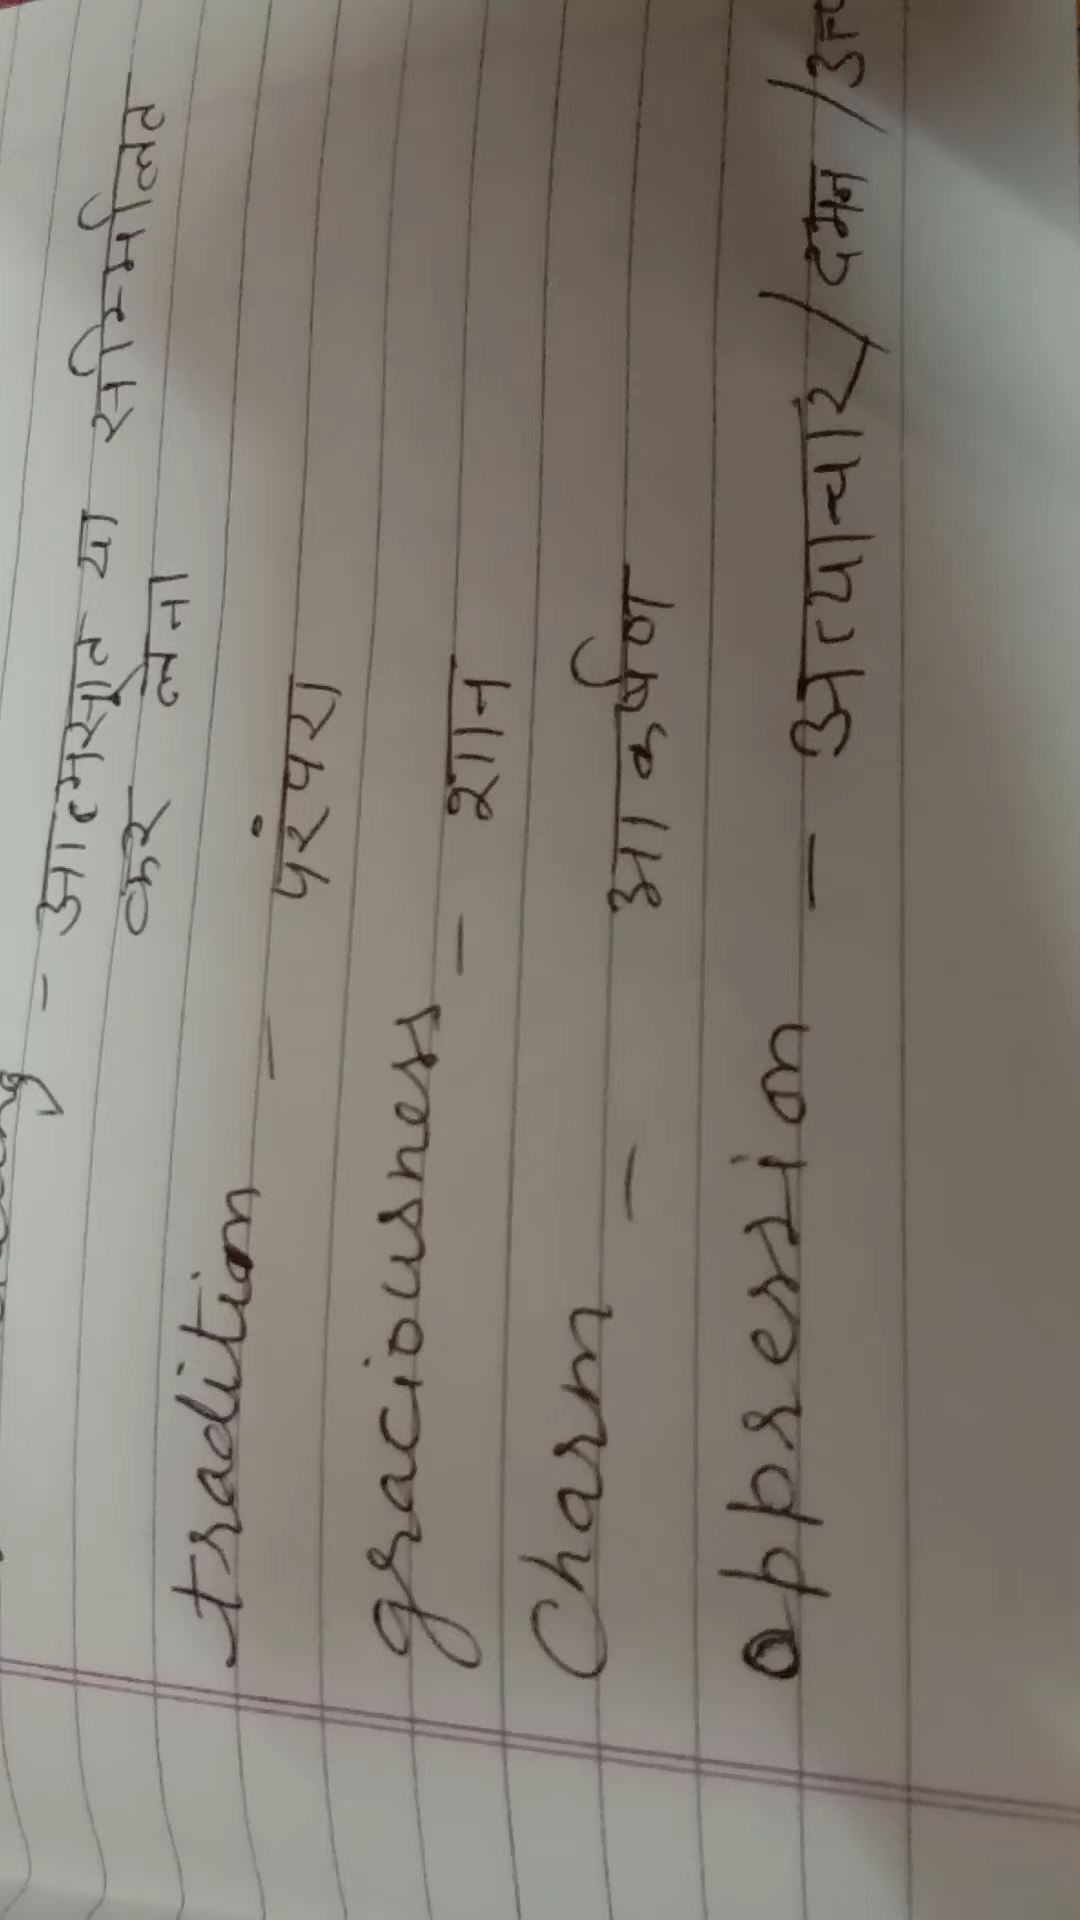 - आत्मसात या सम्मिलित
कर लेना
tradition - परंपरा
graciousness - शान
Charm - आकर्षण
oppression - अत्याचार/दमन/